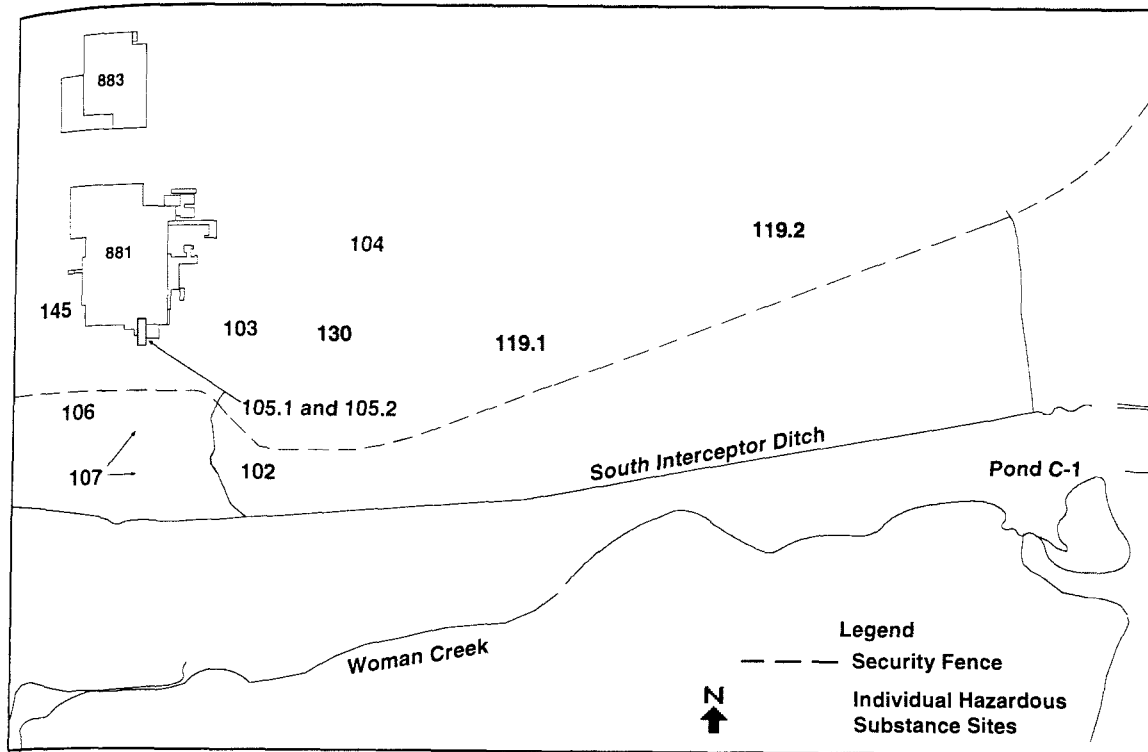 883
881
104
119.2
145
103
130
119.1
105.1 and 105.2
106
107
102
South Interceptor Ditch
Pond C-1
Woman Creek
Legend
Security Fence
N
Individual Hazardous
Substance Sites